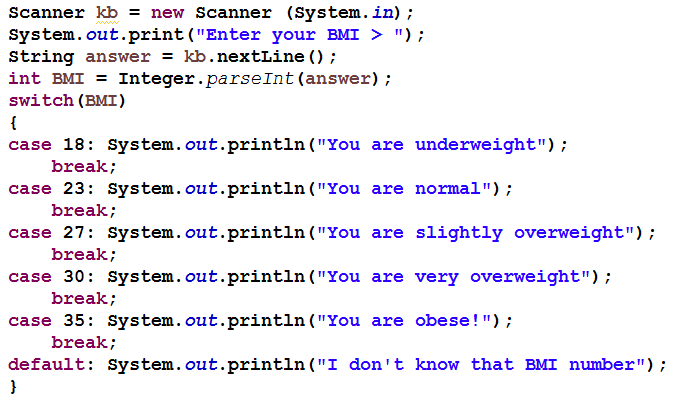 Scanner kb = new Scanner (System.in);
System.out.print("Enter your BMI > ");
String answer = kb.nextLine();
int BMI = Integer.parseInt(answer);
switch(BMI)
{
case 18: System.out.println("You are underweight");
    break;
case 23: System.out.println("You are normal");
    break;
case 27: System.out.println("You are slightly overweight");
    break;
case 30: System.out.println("You are very overweight");
    break;
case 35: System.out.println("You are obese!");
    break;
default: System.out.println("I don't know that BMI number");
}